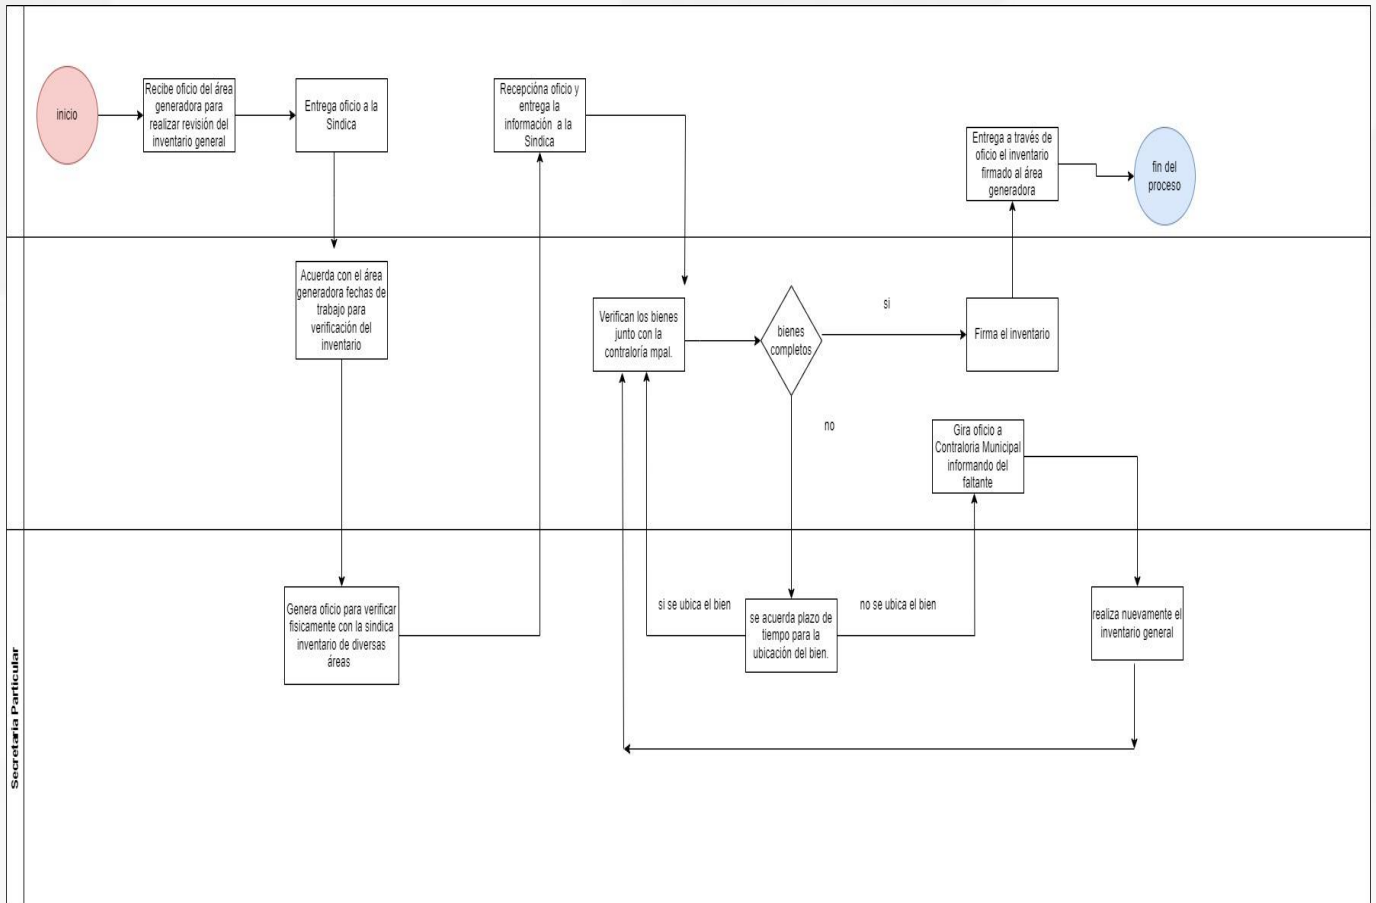 inicio
Recibe oficio del área
generadora para
realizar revisión del
inventario general
Entrega oficio a la
Sindica
Recepcióna oficio y
entrega la
información a la
Sindica
Entrega a través de
oficio el inventario
firmado al área
generadora
fin del
proceso
Acuerda con el área
generadora fechas de
trabajo para
verificación del
inventario
Verifican los bienes
junto con la
contraloría mpal.
bienes
completos
si
Firma el inventario
no
Gira oficio a
Contraloria Municipal
informando del
faltante
Genera oficio para verificar
fisicamente con la sindica
inventario de diversas
áreas
si se ubica el bien
se acuerda plazo de
tiempo para la
ubicación del bien.
no se ubica el bien
realiza nuevamente el
inventario general
Secretaria Particular